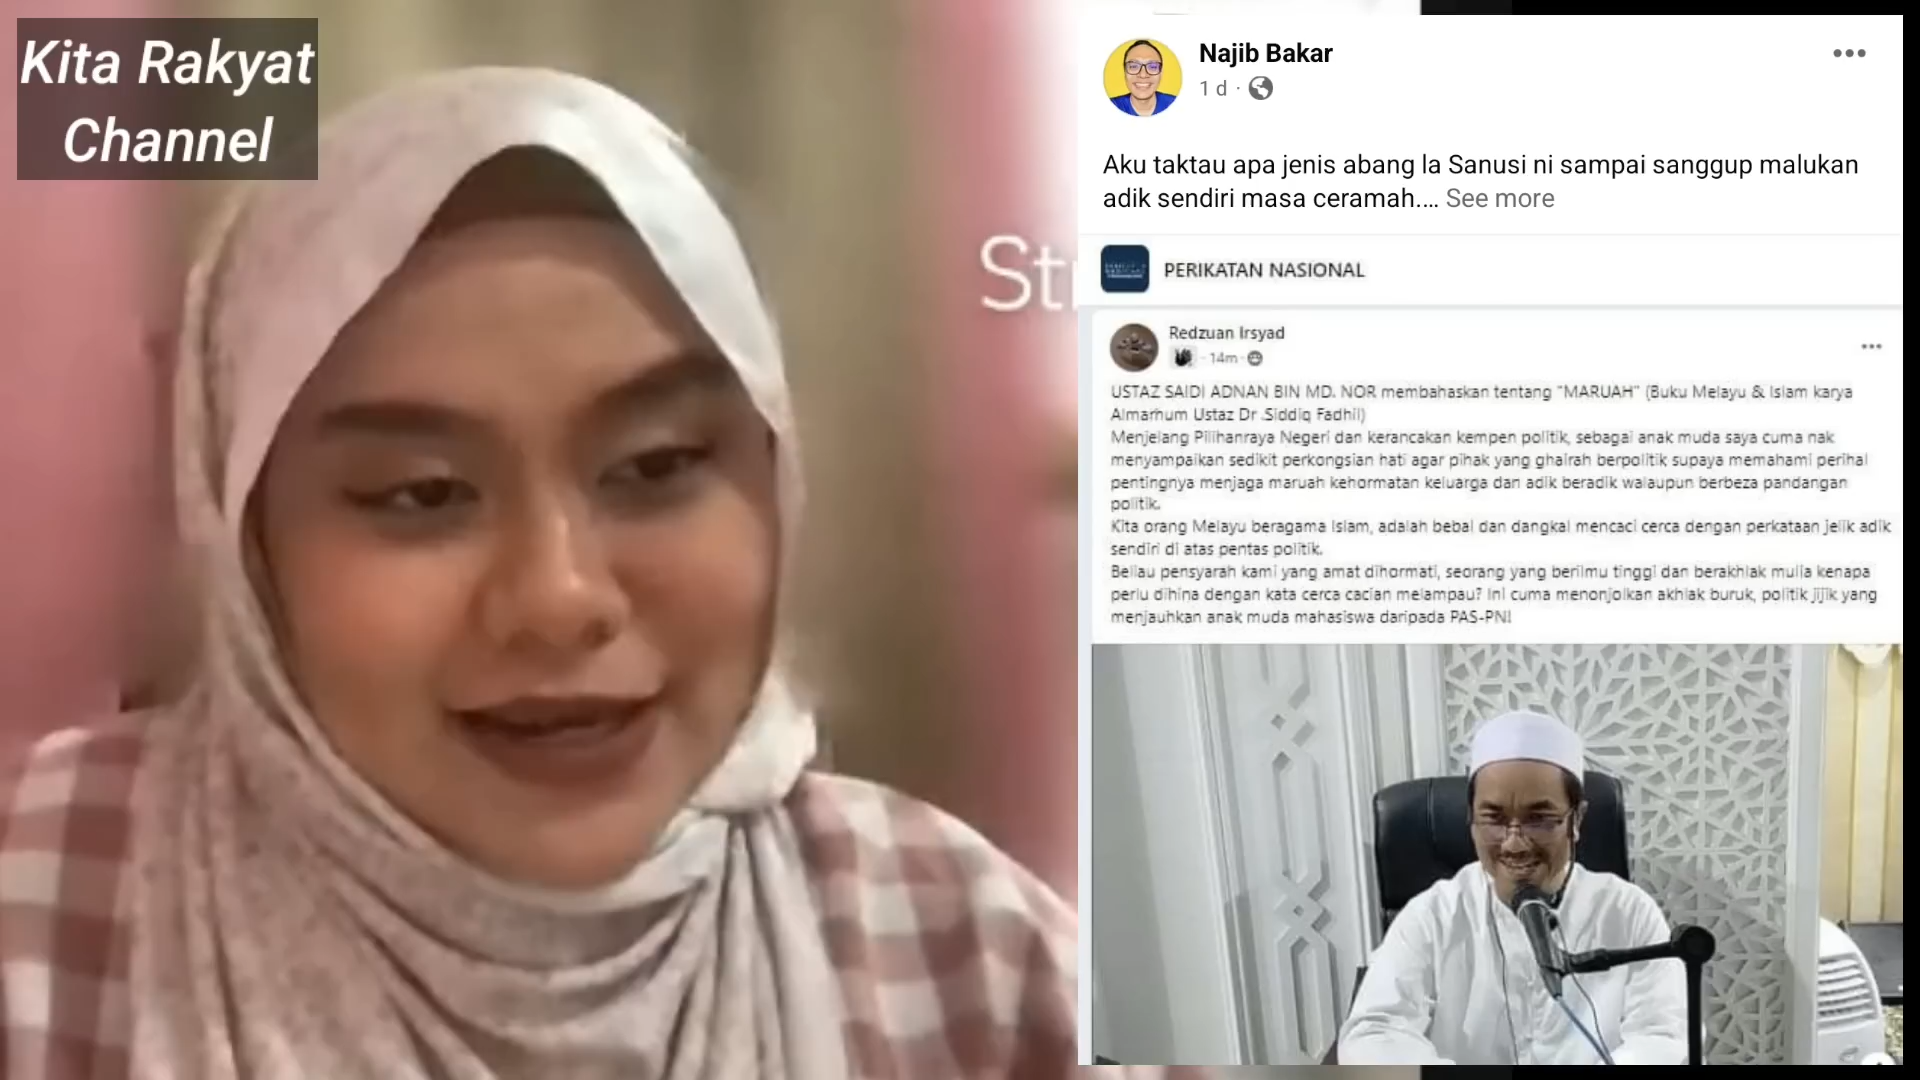 Kita Rakyat
Channel
Str
Najib Bakar
1 d ·
Aku taktau apa jenis abang la Sanusi ni sampai sanggup malukan
adik sendiri masa ceramah.... See more
PERIKATAN NASIONAL
Redzuan Irsyad
· 14m ·
USTAZ SAIDI ADNAN BIN MD. NOR membahaskan tentang "MARUAH" (Buku Melayu & Islam karya
Almarhum Ustaz Dr .Siddiq Fadhil)
Menjelang Pilihanraya Negeri dan kerancakan kempen politik, sebagai anak muda saya cuma nak
menyampaikan sedikit perkongsian hati agar pihak yang ghairah berpolitik supaya memahami perihal
pentingnya menjaga maruah kehormatan keluarga dan adik beradik walaupun berbeza pandangan
politik.
Kita orang Melayu beragama Islam, adalah bebal dan dangkal mencaci cerca dengan perkataan jelik adik
sendiri di atas pentas politik.
Beliau pensyarah kami yang amat dihormati, seorang yang berilmu tinggi dan berakhlak mulia kenapa
perlu dihina dengan kata cerca cacian melampau? Ini cuma menonjolkan akhlak buruk, politik jijik yang
menjauhkan anak muda mahasiswa daripada PAS-PN!